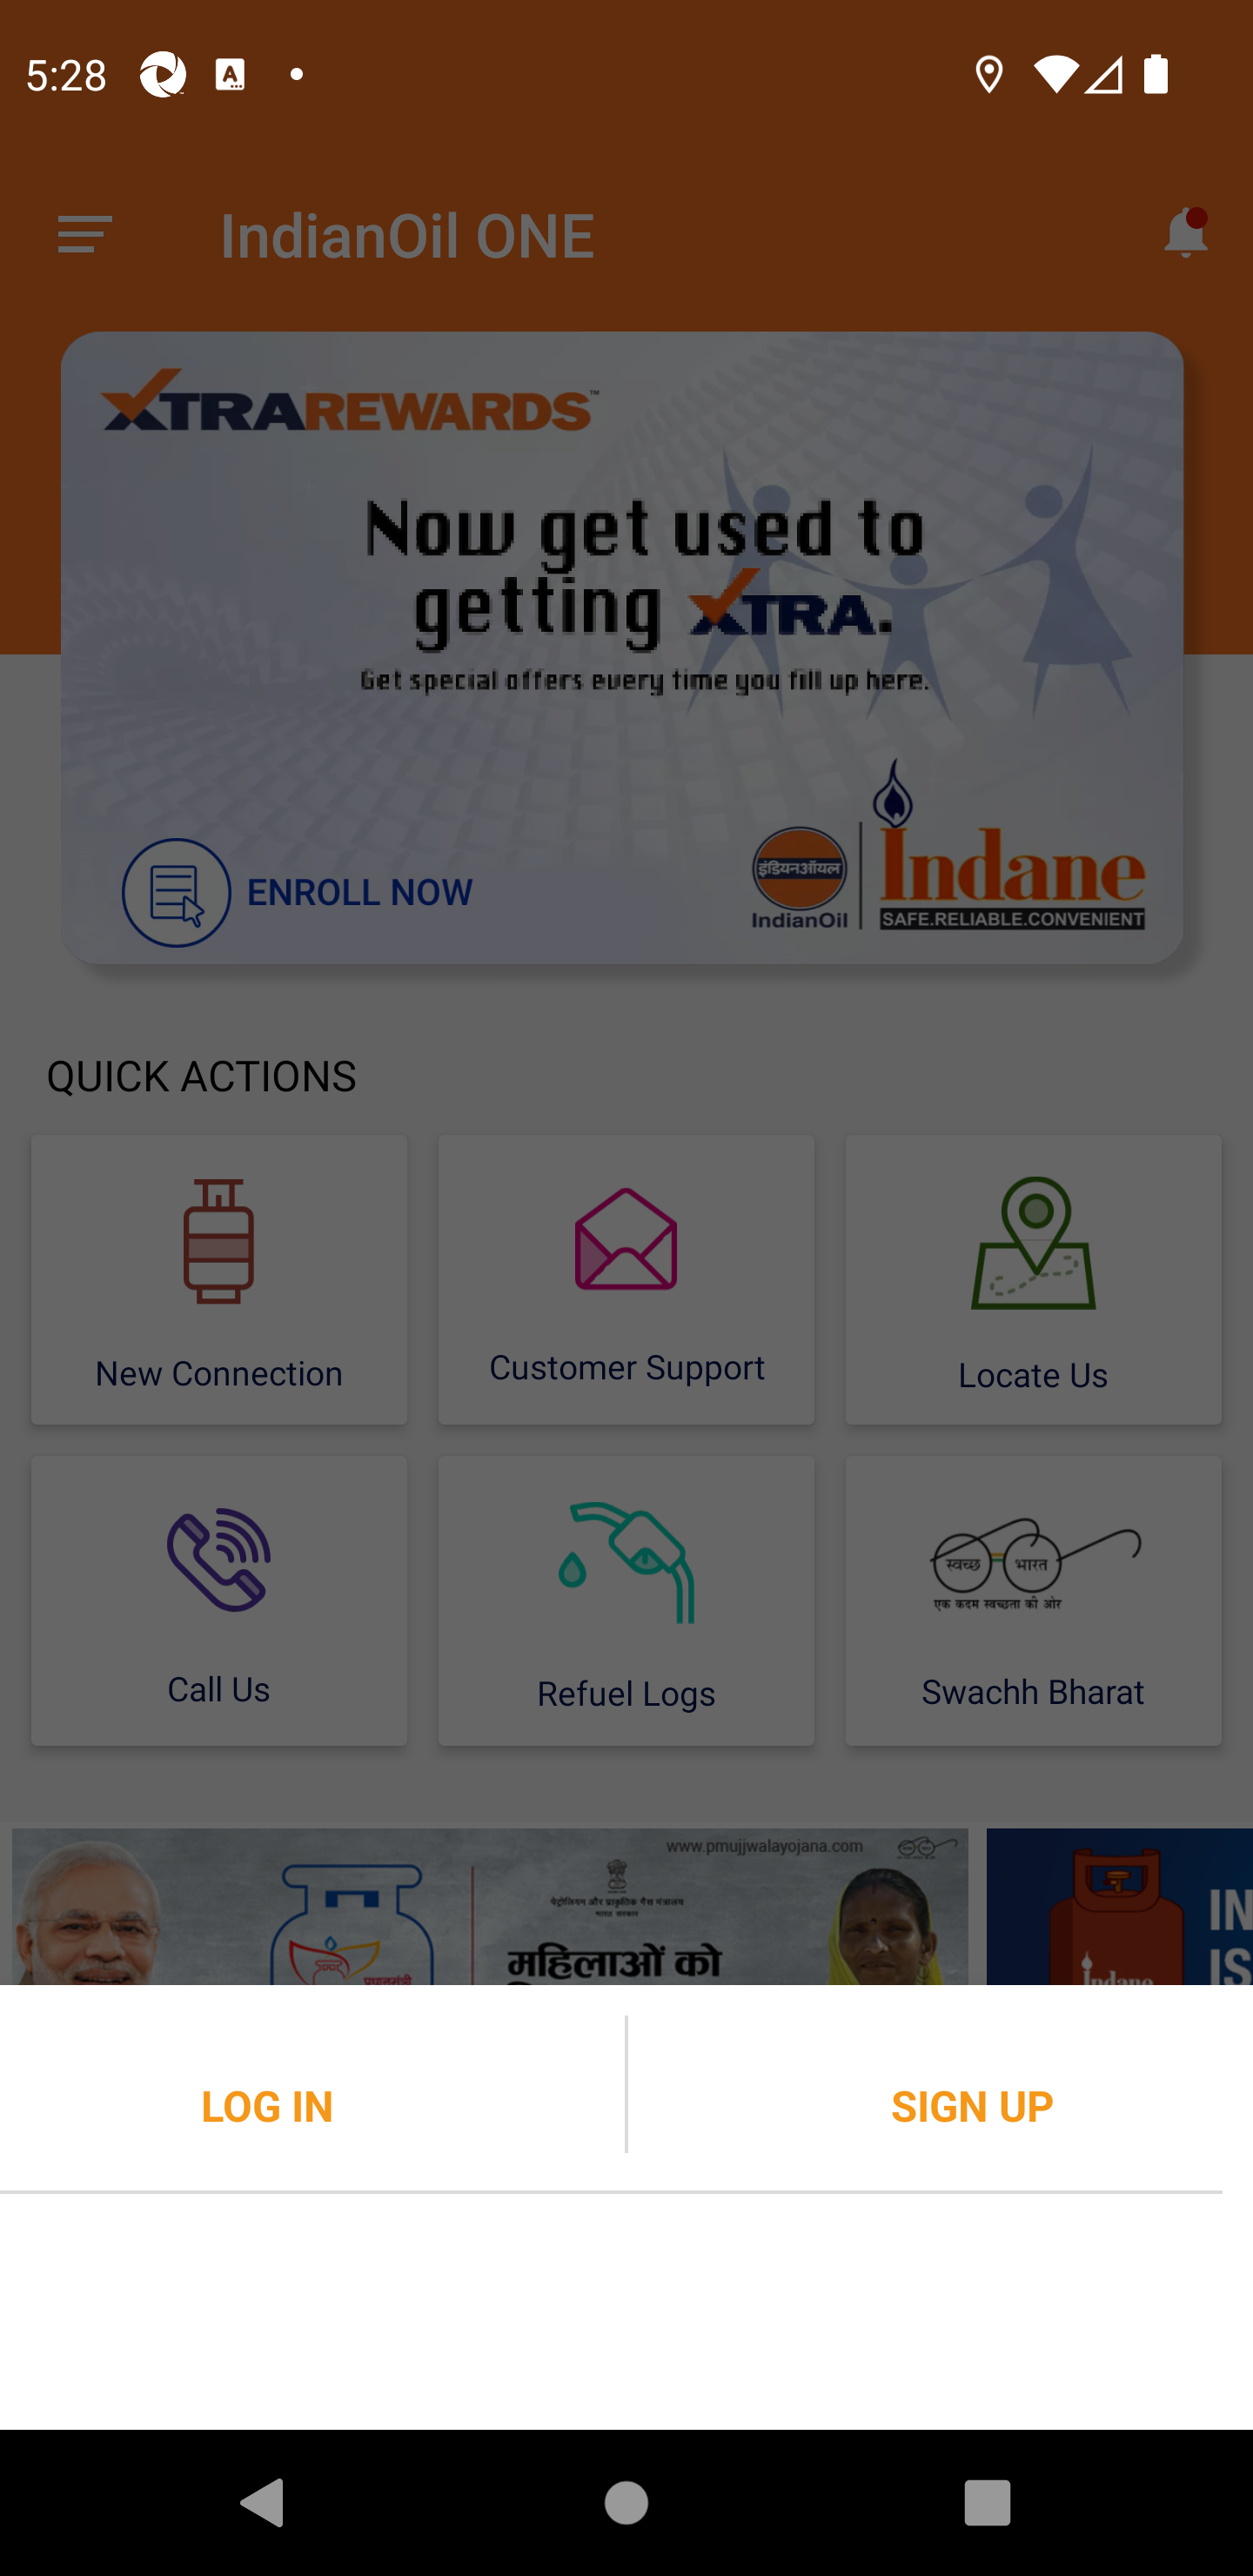 5:28
IndianOil ONE
XTRAREWARDS™
Now get used to
getting XTRA.
Get special offers every time you fill up here.
ENROLL NOW
इंडियनऑयल
IndianOil
Indane
SAFE.RELIABLE.CONVENIENT
QUICK ACTIONS
New Connection
Customer Support
Locate Us
स्वच्छ भारत
एक कदम स्वच्छता की ओर
Call Us
Refuel Logs
Swachh Bharat
www.pmujjwalayojana.com
पेट्रोलियम और प्राकृतिक गैस मंत्रालय
भारत सरकार
महिलाओं को
प्रधानमंत्री
Indane
IN
IS
LOG IN
SIGN UP